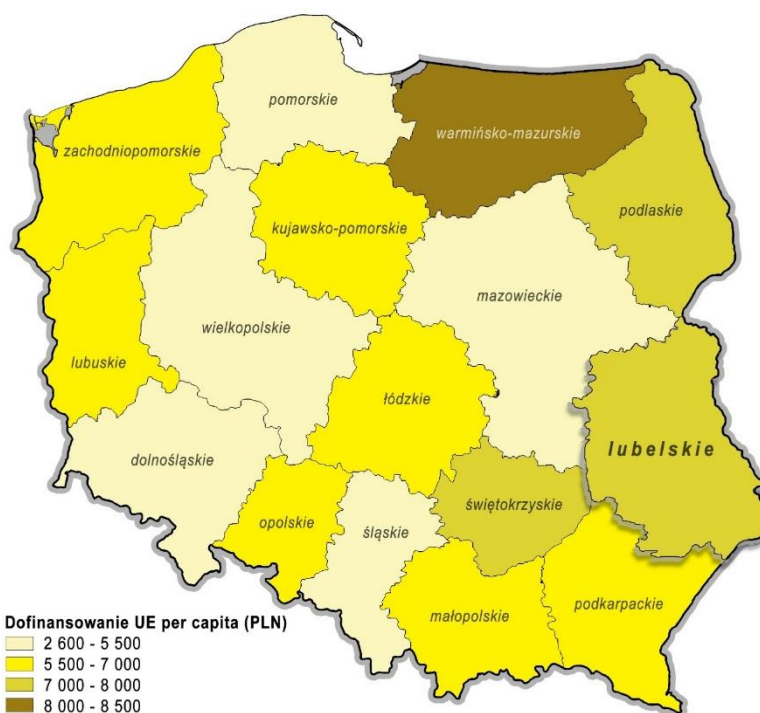 pomorskie
warmińsko-mazurskie
zachodniopomorskie
podlaskie
kujawsko-pomorskie
mazowieckie
wielkopolskie
lubuskie
łódzkie
lubelskie
dolnośląskie
świętokrzyskie
opolskie
śląskie
małopolskie
podkarpackie
Dofinansowanie UE per capita (PLN)
2 600 - 5 500
5 500 - 7 000
7 000 - 8 000
8 000 - 8 500